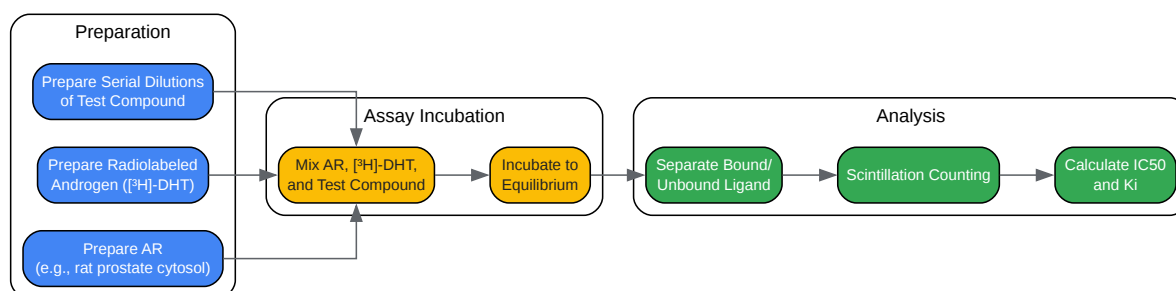 Preparation
Prepare Serial Dilutions
of Test Compound
Prepare Radiolabeled
Androgen ([³H]-DHT)
Prepare AR
(e.g., rat prostate cytosol)
Assay Incubation
Mix AR, [³H]-DHT,
and Test Compound
Incubate to
Equilibrium
Analysis
Separate Bound/
Unbound Ligand
Scintillation Counting
Calculate IC50
and Ki